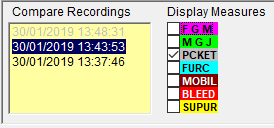 Compare Recordings
30/01/2019 13:48:31
30/01/2019 13:43:53
30/01/2019 13:37:46
Display Measures
F G M
M G J
PCKET
FURC
MOBIL
BLEED
SUPUR